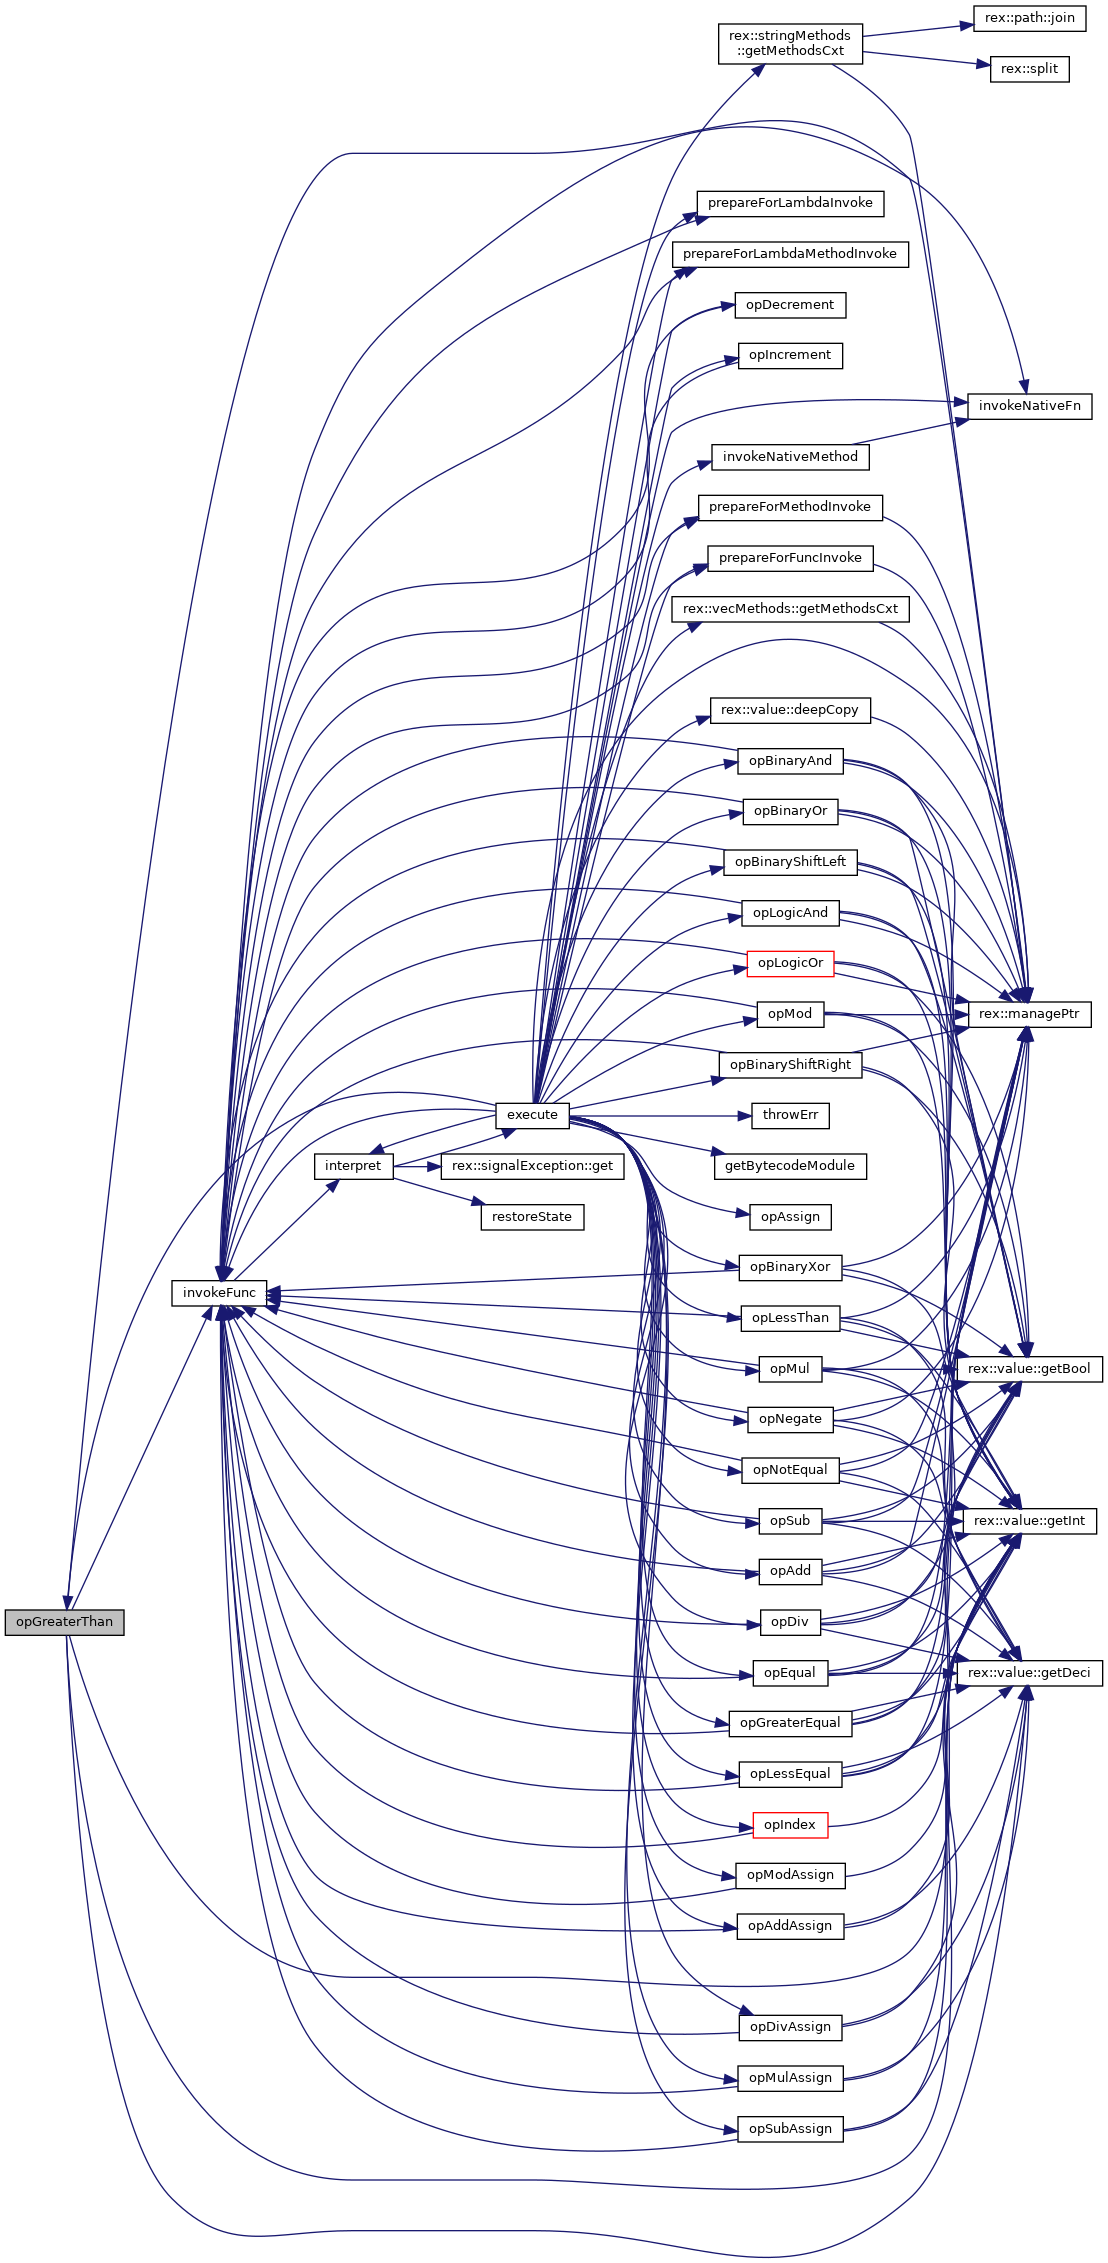 rex::path::join
rex::stringMethods
::getMethodsCxt
rex::split
prepareForLambdaInvoke
prepareForLambdaMethodInvoke
opDecrement
opIncrement
invokeNativeFn
invokeNativeMethod
prepareForMethodInvoke
prepareForFuncInvoke
rex::vecMethods::getMethodsCxt
rex::value::deepCopy
opBinaryAnd
opBinaryOr
opBinaryShiftLeft
opLogicAnd
opLogicOr
opMod
rex::managePtr
opBinaryShiftRight
execute
throwErr
interpret
rex::signalException::get
getBytecodeModule
restoreState
opAssign
opBinaryXor
invokeFunc
opLessThan
opMul
rex::value::getBool
opNegate
opNotEqual
opSub
rex::value::getInt
opAdd
opGreaterThan
opDiv
opEqual
rex::value::getDeci
opGreaterEqual
opLessEqual
opIndex
opModAssign
opAddAssign
opDivAssign
opMulAssign
opSubAssign